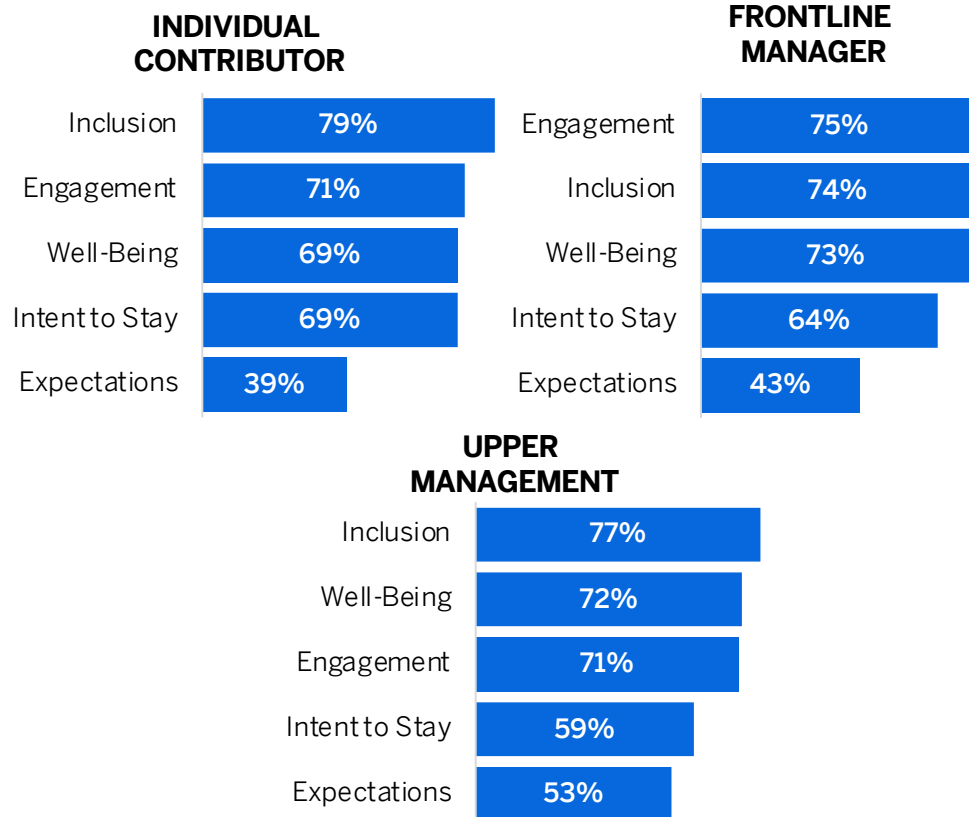 INDIVIDUAL
CONTRIBUTOR
Inclusion 79%
Engagement 71%
Well-Being 69%
Intent to Stay 69%
Expectations 39%
FRONTLINE
MANAGER
Engagement 75%
Inclusion 74%
Well-Being 73%
Intent to Stay 64%
Expectations 43%
UPPER
MANAGEMENT
Inclusion 77%
Well-Being 72%
Engagement 71%
Intent to Stay 59%
Expectations 53%